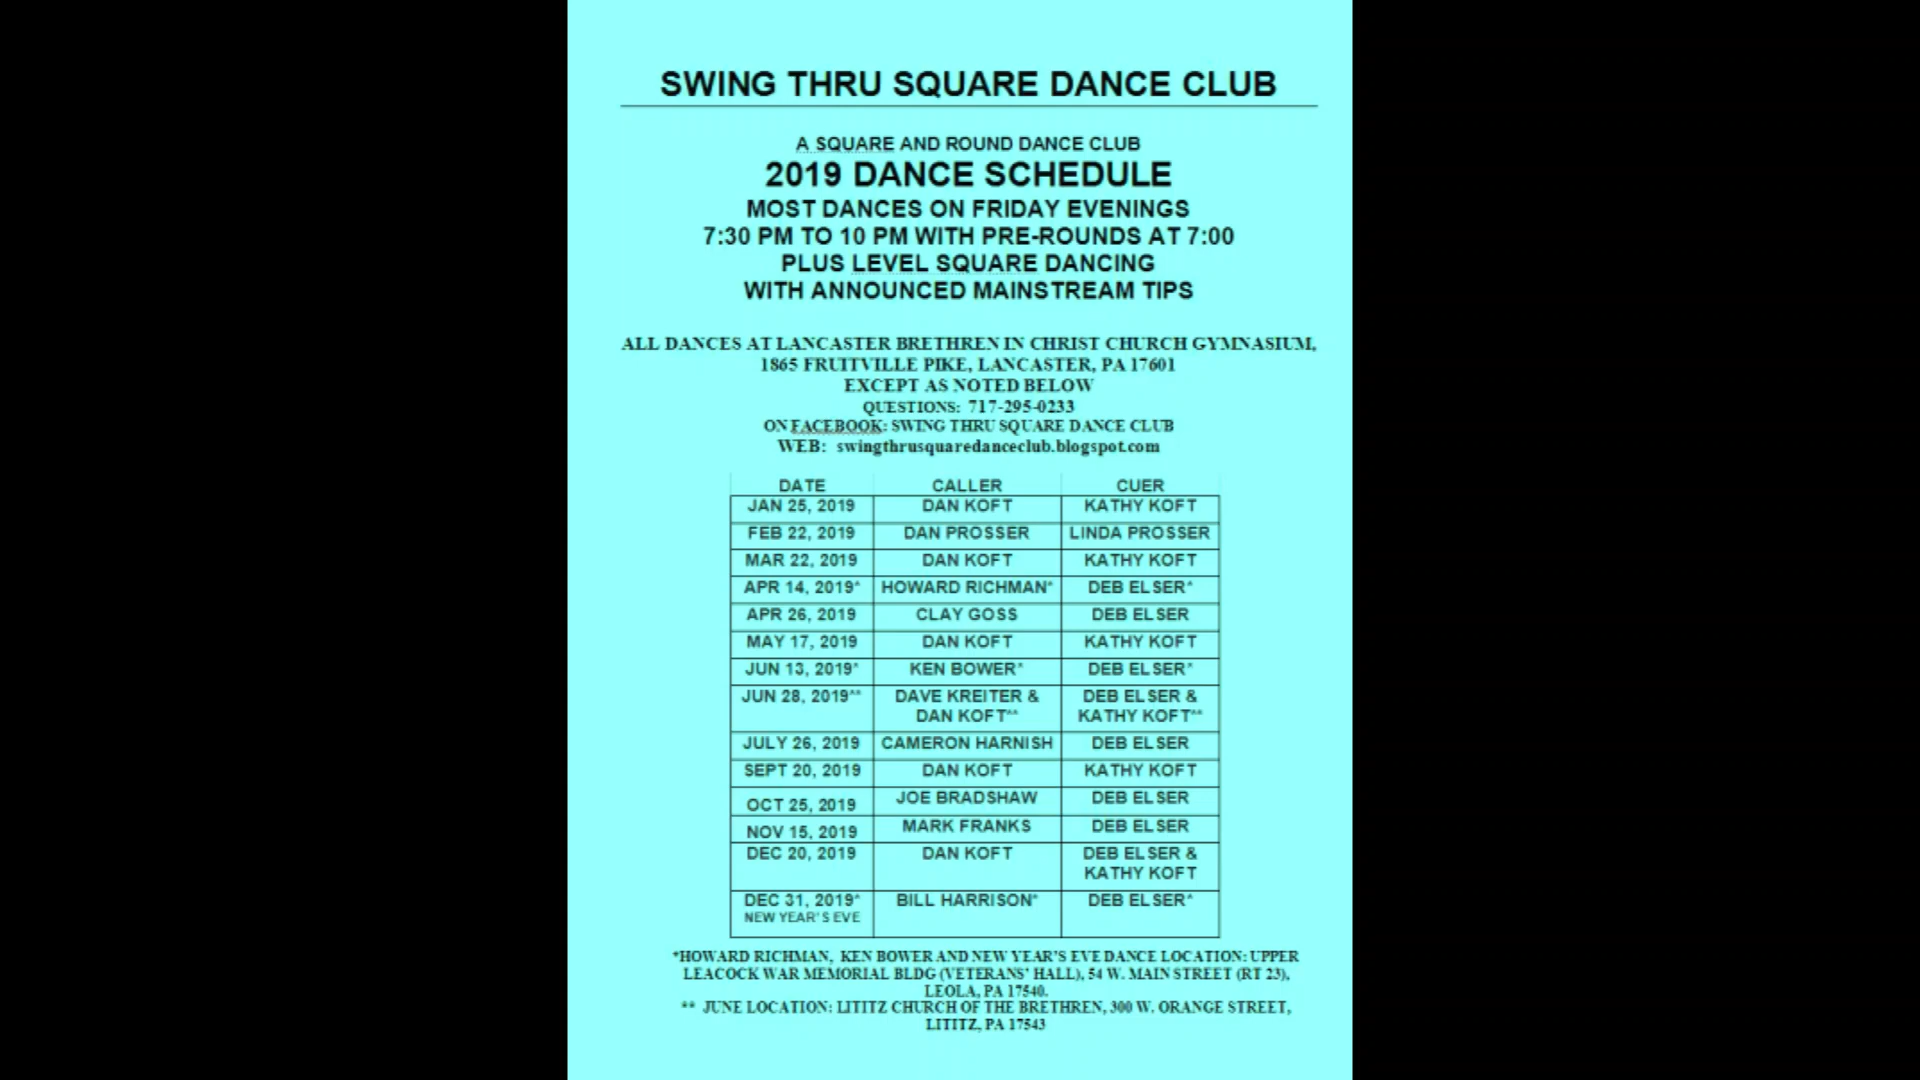 SWING THRU SQUARE DANCE CLUB
A SQUARE AND ROUND DANCE CLUB
2019 DANCE SCHEDULE
MOST DANCES ON FRIDAY EVENINGS
7:30 PM TO 10 PM WITH PRE-ROUNDS AT 7:00
PLUS LEVEL SQUARE DANCING
WITH ANNOUNCED MAINSTREAM TIPS
ALL DANCES AT LANCASTER BRETHREN IN CHRIST CHURCH GYMNASIUM,
1865 FRUITVILLE PIKE, LANCASTER, PA 17601
EXCEPT AS NOTED BELOW
QUESTIONS: 717-295-0233
ON FACEBOOK: SWING THRU SQUARE DANCE CLUB
WEB: swingthrusquaredanceclub.blogspot.com
DATE CALLER CUER
JAN 25, 2019 DAN KOFT KATHY KOFT
FEB 22, 2019 DAN PROSSER LINDA PROSSER
MAR 22, 2019 DAN KOFT KATHY KOFT
APR 14, 2019* HOWARD RICHMAN* DEB ELSER*
APR 26, 2019 CLAY GOSS DEB ELSER
MAY 17, 2019 DAN KOFT KATHY KOFT
JUN 13, 2019* KEN BOWER* DEB ELSER*
JUN 28, 2019** DAVE KREITER & DEB ELSER &
DAN KOFT** KATHY KOFT**
JULY 26, 2019 CAMERON HARNISH DEB ELSER
SEPT 20, 2019 DAN KOFT KATHY KOFT
OCT 25, 2019 JOE BRADSHAW DEB ELSER
NOV 15, 2019 MARK FRANKS DEB ELSER
DEC 20, 2019 DAN KOFT DEB ELSER &
KATHY KOFT
DEC 31, 2019* BILL HARRISON* DEB ELSER*
NEW YEAR'S EVE
*HOWARD RICHMAN, KEN BOWER AND NEW YEAR'S EVE DANCE LOCATION: UPPER
LEACOCK WAR MEMORIAL BLDG (VETERANS' HALL), 54 W. MAIN STREET (RT 23),
LEOLA, PA 17540.
** JUNE LOCATION: LITITZ CHURCH OF THE BRETHREN, 300 W. ORANGE STREET,
LITITZ, PA 17543